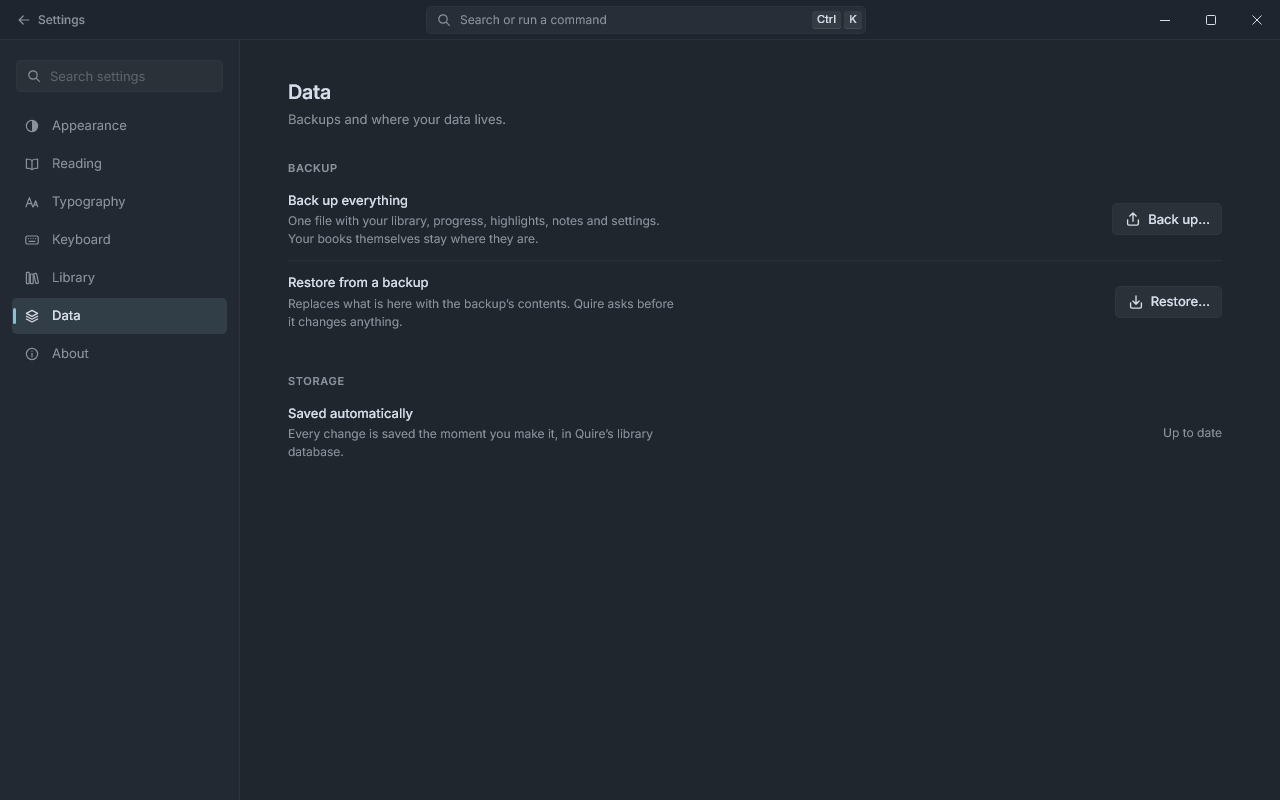 Settings
Search or run a command
Ctrl K
Search settings
Appearance
Reading
Typography
Keyboard
Library
Data
About
Data
Backups and where your data lives.
BACKUP
Back up everything
One file with your library, progress, highlights, notes and settings.
Your books themselves stay where they are.
Back up...
Restore from a backup
Replaces what is here with the backup’s contents. Quire asks before
it changes anything.
Restore...
STORAGE
Saved automatically
Every change is saved the moment you make it, in Quire’s library
database.
Up to date